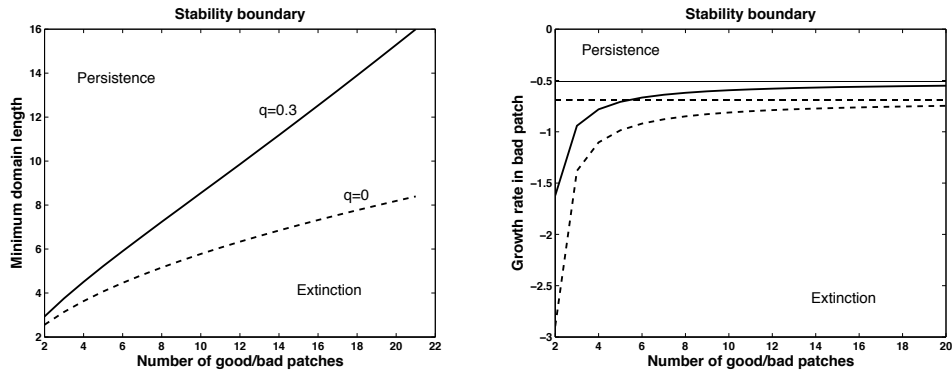 Stability boundary
16
14
12
10
8
6
4
2
Minimum domain length
Persistence
q=0.3
q=0
Extinction
2 4 6 8 10 12 14 16 18 20 22
Number of good/bad patches
Stability boundary
0
−0.5
−1
−1.5
−2
−2.5
−3
Growth rate in bad patch
Persistence
Extinction
2 4 6 8 10 12 14 16 18 20
Number of good/bad patches